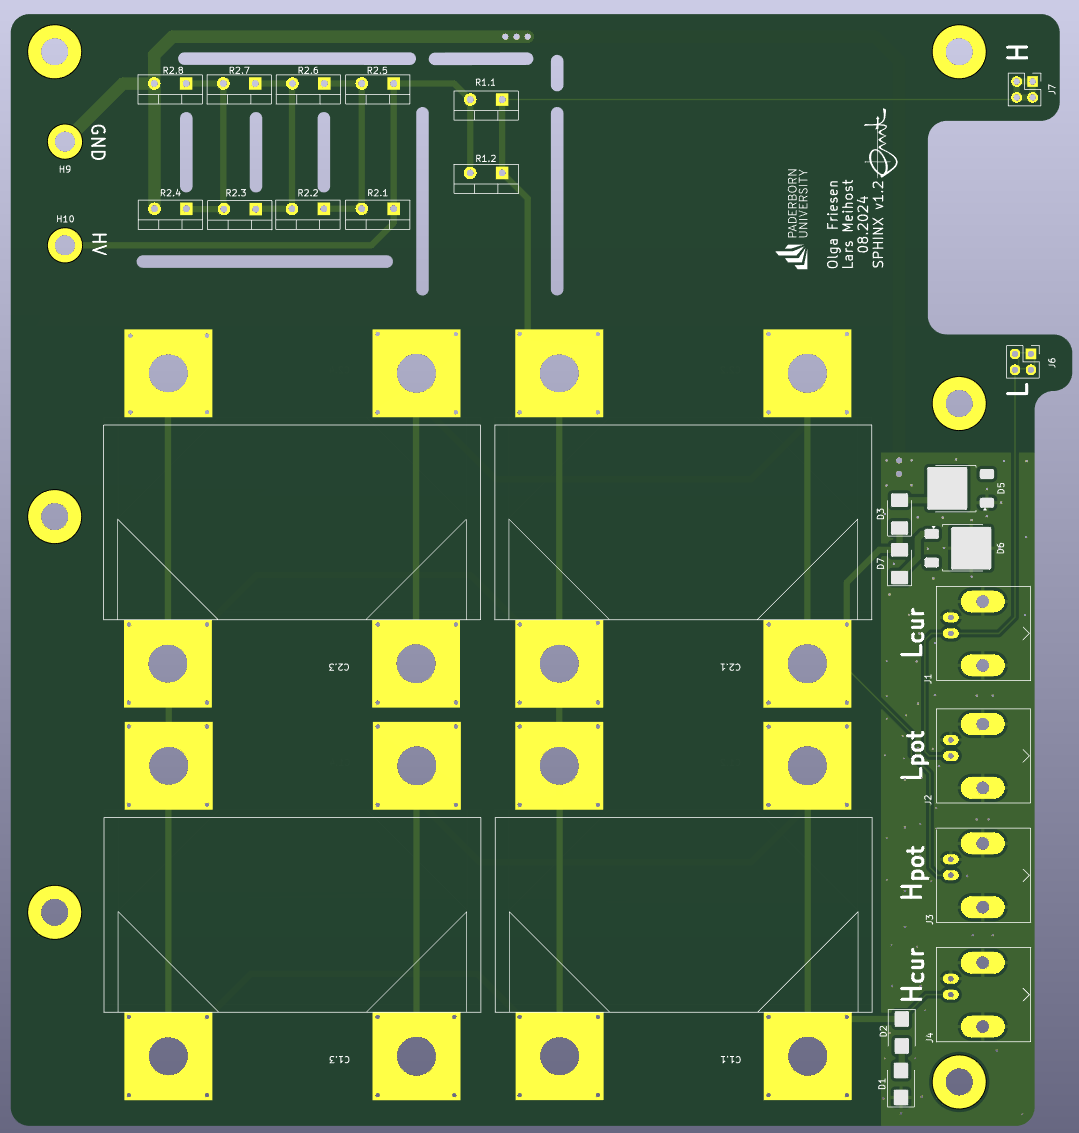 H
J7
R2.8
R2.7
R2.6
R2.5
R1.1
GND
H9
R1.2
R2.4
R2.3
R2.2
R2.1
H10
HV
PADERBORN
UNIVERSITY
Olga Friesen
Lars Meihost
08.2024
SPHINX v1.2
J6
L
D5
D3
D6
D7
Lcur
J1
C2.3
C2.1
Lpot
J2
Hpot
J3
Hcur
J4
D2
C1.3
C1.1
D1